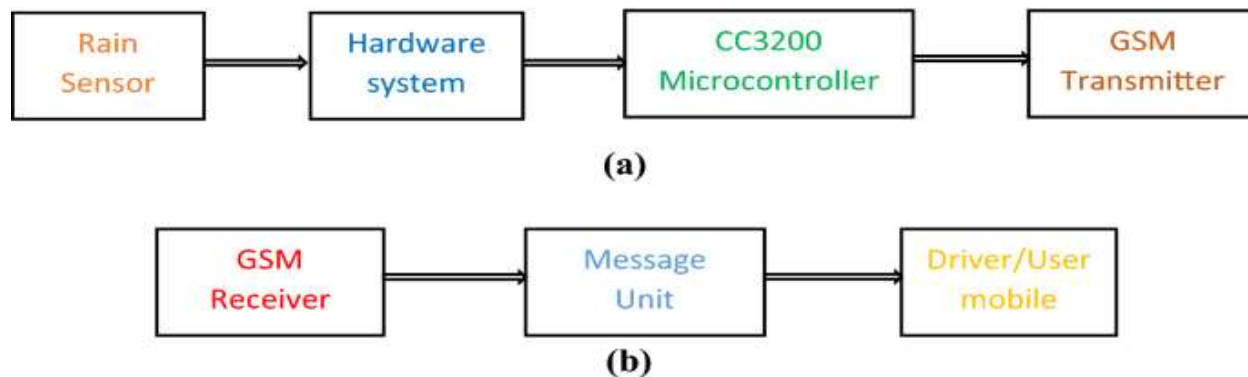 Rain
Sensor
Hardware
system
CC3200
Microcontroller
GSM
Transmitter
(a)
GSM
Receiver
Message
Unit
Driver/User
mobile
(b)